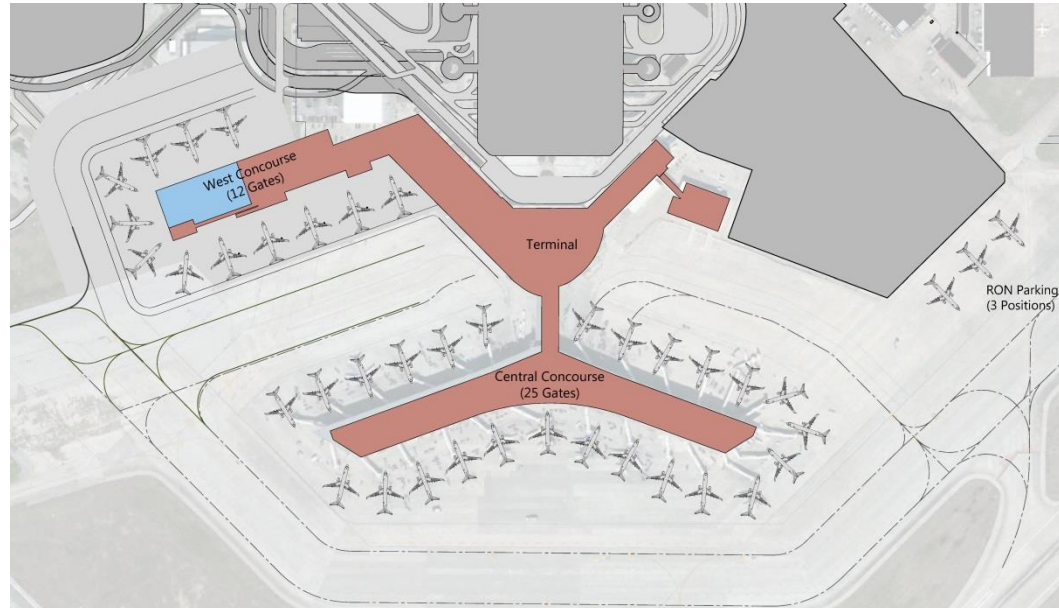 West Concourse
(12 Gates)
Terminal
RON Parking
(3 Positions)
Central Concourse
(25 Gates)